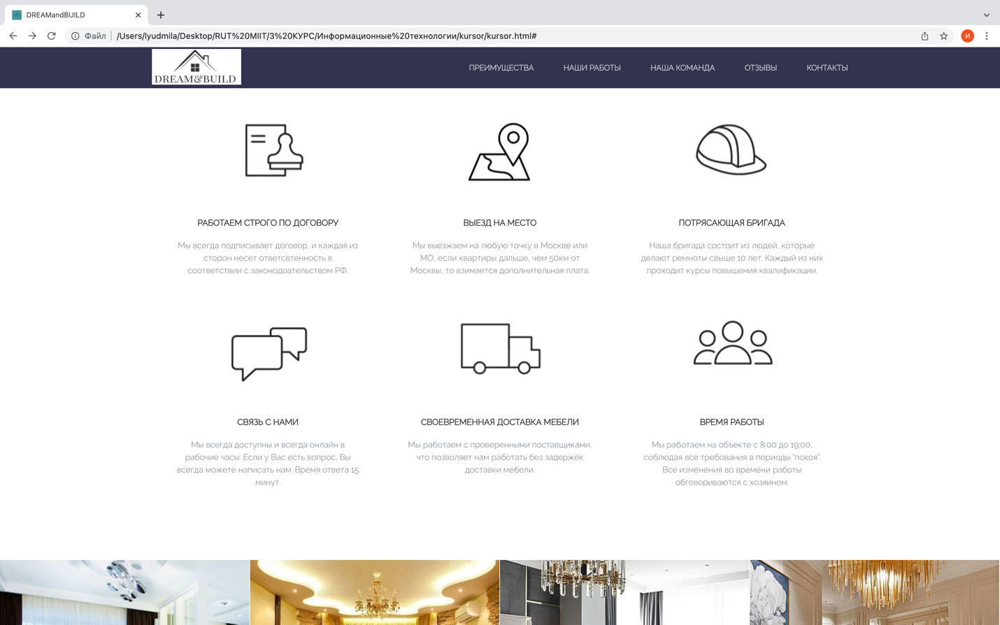 DREAMandBUILD
Файл
/Users/lyudmila/Desktop/RUT%20MIIT/3%20КУРС/Информационные%20технологии/kursor/kursor.html#
И
DREAM&BUILD
ПРЕИМУЩЕСТВА
НАШИ РАБОТЫ
НАША КОМАНДА
ОТЗЫВЫ
КОНТАКТЫ
РАБОТАЕМ СТРОГО ПО ДОГОВОРУ
Мы всегда подписывает договор, и каждая из
сторон несет ответсвтенность в
соответствии с законодоательством РФ.
ВЫЕЗД НА МЕСТО
Мы выезжаем на любую точку в Москве или
МО, если квартиры дальше, чем 50км от
Москвы, то взимается дополнительная плата.
ПОТРЯСАЮЩАЯ БРИГАДА
Наша бригада состоит из людей, которые
делают ремноты свыше 10 лет. Каждый из них
проходит курсы повышения квалификации.
СВЯЗЬ С НАМИ
Мы всегда доступны и всегда онлайн в
рабочие часы. Если у Вас есть вопрос, Вы
всегда можете написать нам. Время ответа 15
минут.
СВОЕВРЕМЕННАЯ ДОСТАВКА МЕБЕЛИ
Мы работаем с проверенными поставщиками,
что позволяет нам работать без задержек
доставки мебели.
ВРЕМЯ РАБОТЫ
Мы работаем на объекте с 8:00 до 19:00,
соблюдая все требования в периоды "покоя".
Все изменения во времени работы
обговориваются с хозяином.